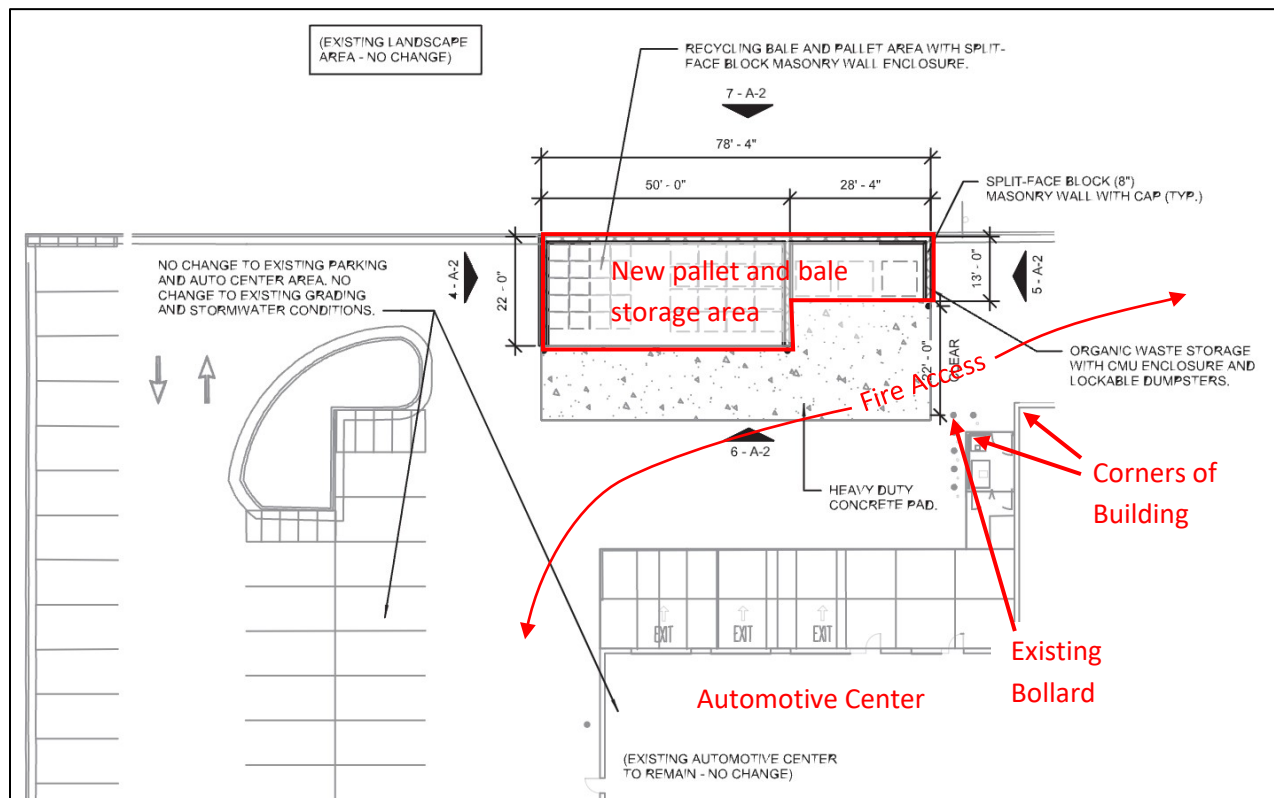 (EXISTING LANDSCAPE
AREA - NO CHANGE)
RECYCLING BALE AND PALLET AREA WITH SPLIT-
FACE BLOCK MASONRY WALL ENCLOSURE.
7 - A-2
78' - 4"
50' - 0"
28' - 4"
SPLIT-FACE BLOCK (8")
MASONRY WALL WITH CAP (TYP.)
NO CHANGE TO EXISTING PARKING
AND AUTO CENTER AREA. NO
CHANGE TO EXISTING GRADING
AND STORMWATER CONDITIONS.
4 - A-2
22' - 0"
New pallet and bale
storage area
13' - 0"
5 - A-2
22' - 0"
CLEAR
Fire Access
ORGANIC WASTE STORAGE
WITH CMU ENCLOSURE AND
LOCKABLE DUMPSTERS.
6 - A-2
HEAVY DUTY
CONCRETE PAD.
Corners of
Building
EXIT
EXIT
EXIT
Existing
Bollard
Automotive Center
(EXISTING AUTOMOTIVE CENTER
TO REMAIN - NO CHANGE)